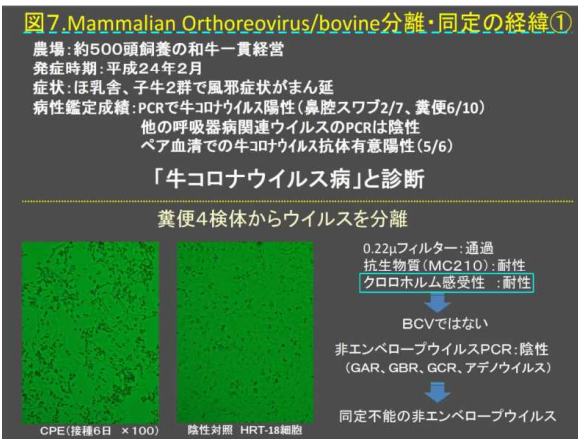 図7.Mammalian Orthoreovirus/bovine分離・同定の経緯①
農場:約500頭飼養の和牛一貫経営
発症時期:平成24年2月
症状:ほ乳舎、子牛2群で風邪症状がまん延
病性鑑定成績:PCRで牛コロナウイルス陽性(鼻腔スワブ2/7、糞便6/10)
他の呼吸器病関連ウイルスのPCRは陰性
ペア血清での牛コロナウイルス抗体有意陽性(5/6)
「牛コロナウイルス病」と診断
糞便4検体からウイルスを分離
0.22μフィルター:通過
抗生物質(MC210):耐性
クロロホルム感受性 :耐性
BCVではない
非エンベロープウイルスPCR:陰性
(GAR、GBR、GCR、アデノウイルス)
同定不能の非エンベロープウイルス
CPE(接種6日 ×100)
陰性対照 HRT-18細胞